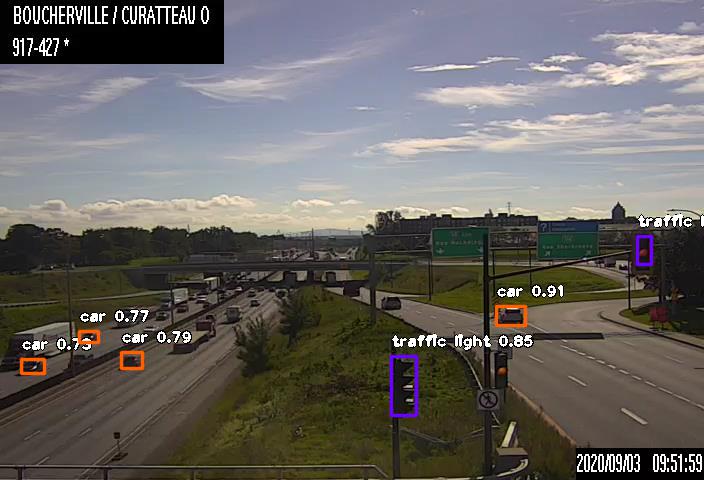 BOUCHERVILLE / CURATTEAU O
917-427 *
traffic l
car 0.91
car 0.77
car 0.79
traffic light 0.85
2020/09/03 09:51:59